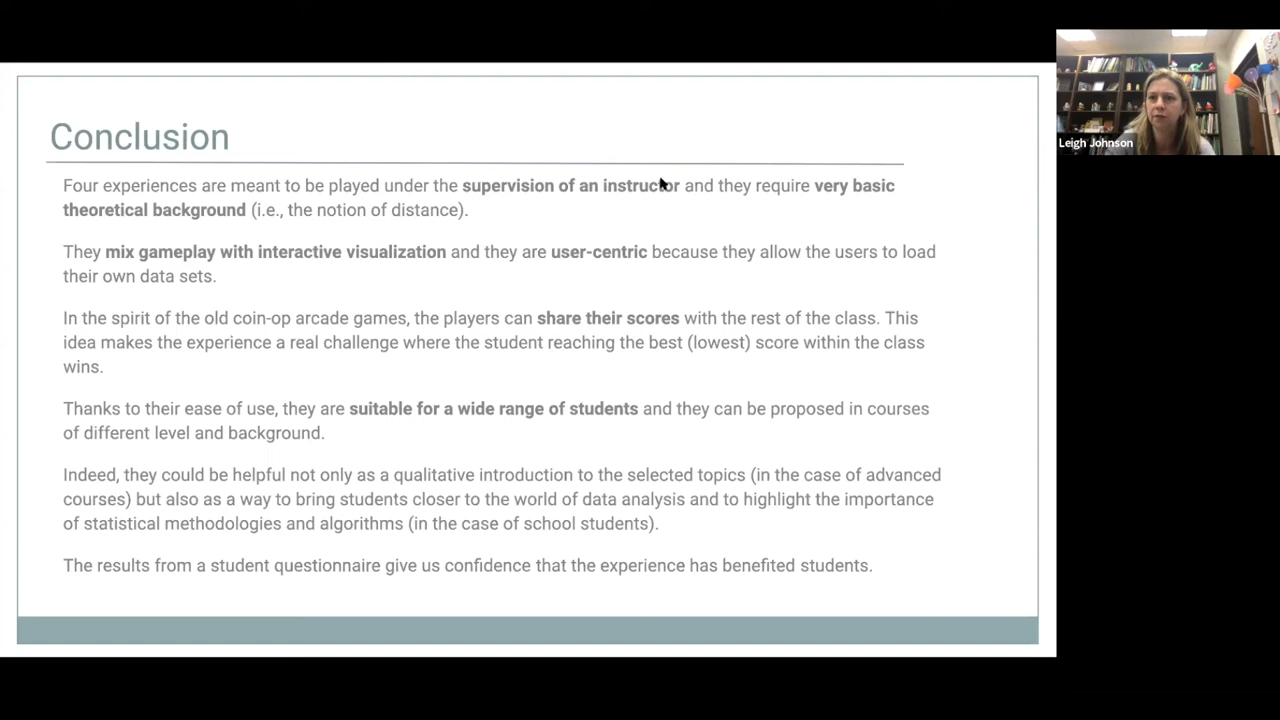 Conclusion
Four experiences are meant to be played under the supervision of an instructor and they require very basic
theoretical background (i.e., the notion of distance).
They mix gameplay with interactive visualization and they are user-centric because they allow the users to load
their own data sets.
In the spirit of the old coin-op arcade games, the players can share their scores with the rest of the class. This
idea makes the experience a real challenge where the student reaching the best (lowest) score within the class
wins.
Thanks to their ease of use, they are suitable for a wide range of students and they can be proposed in courses
of different level and background.
Indeed, they could be helpful not only as a qualitative introduction to the selected topics (in the case of advanced
courses) but also as a way to bring students closer to the world of data analysis and to highlight the importance
of statistical methodologies and algorithms (in the case of school students).
The results from a student questionnaire give us confidence that the experience has benefited students.
Leigh Johnson